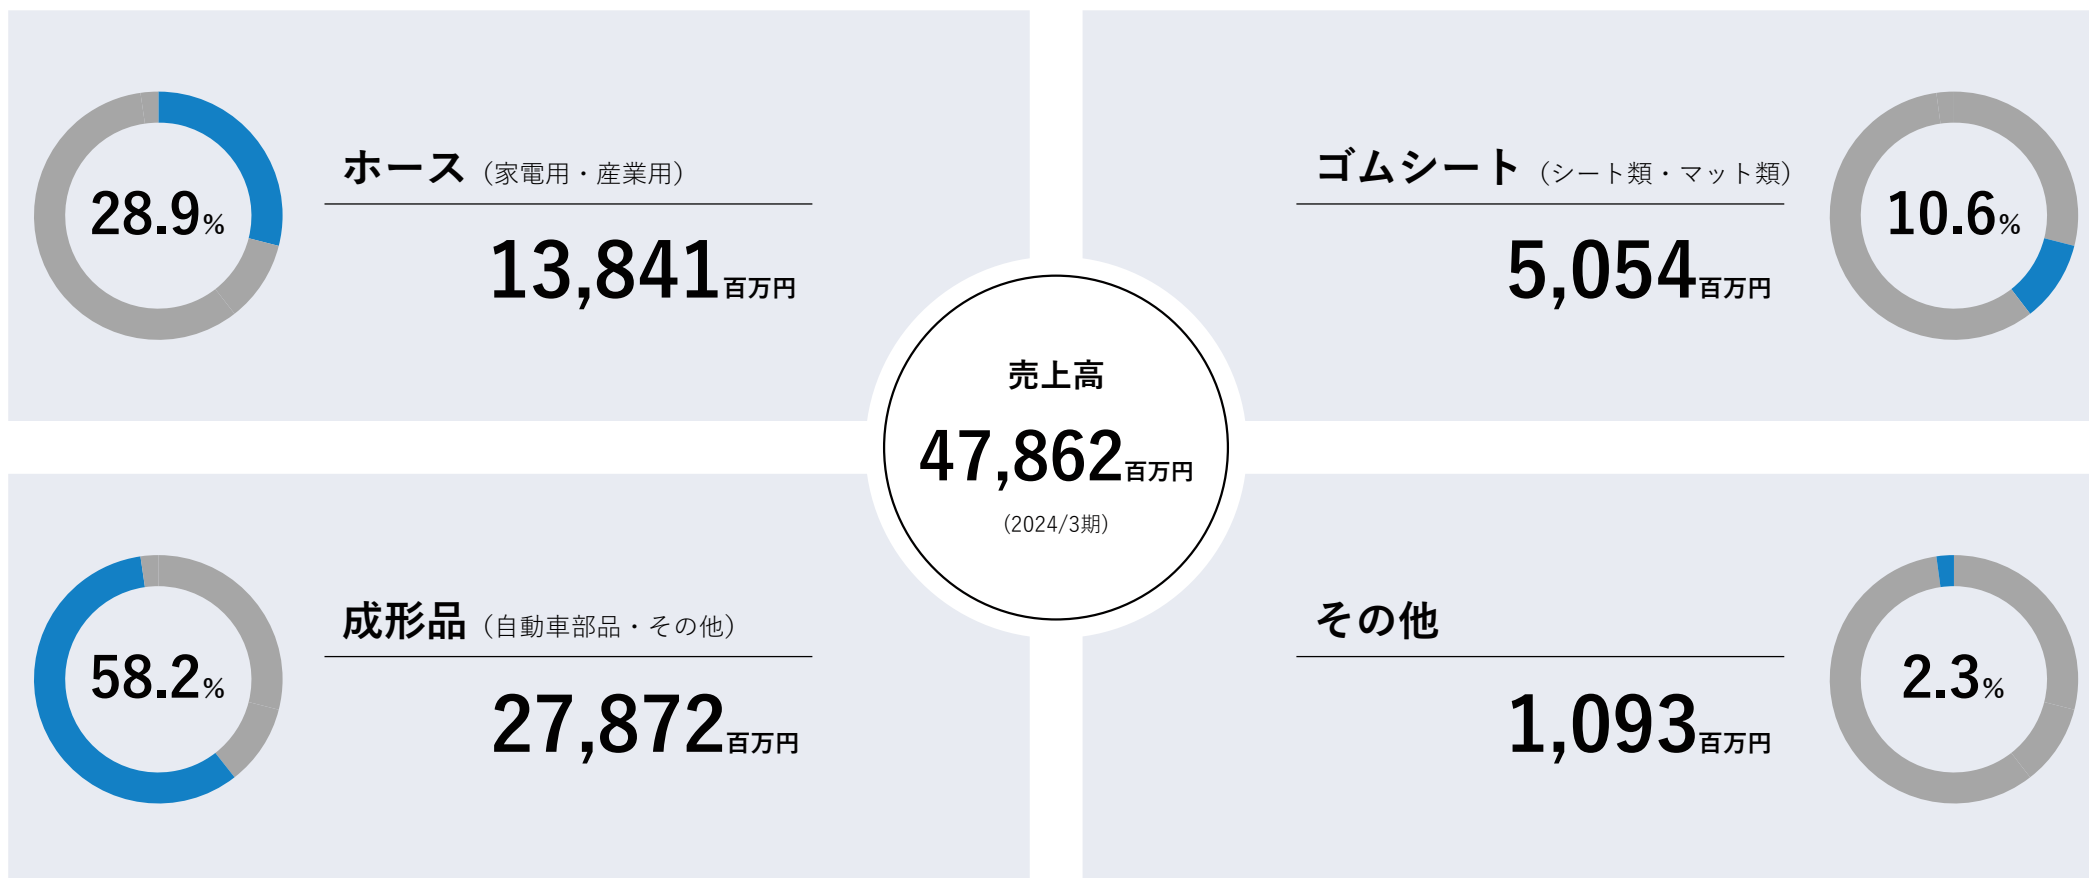 28.9%
ホース（家電用・産業用）
13,841百万円
ゴムシート（シート類・マット類）
5,054百万円
10.6%
売上高
47,862百万円
（2024/3期）
58.2%
成形品（自動車部品・その他）
27,872百万円
その他
1,093百万円
2.3%